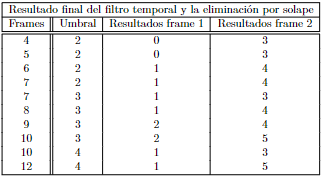 Resultado final del filtro temporal y la eliminación por solape
Frames Umbral Resultados frame 1 Resultados frame 2
4 2 0 3
5 2 0 3
6 2 1 4
7 2 1 4
7 3 1 3
8 3 1 4
9 3 2 4
10 3 2 5
10 4 1 3
12 4 1 5